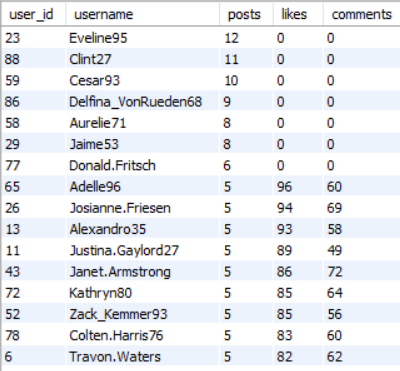 user_id username posts likes comments
23 Eveline95 12 0 0
88 Clint27 11 0 0
59 Cesar93 10 0 0
86 Delfina_VonRueden68 9 0 0
58 Aurelie71 8 0 0
29 Jaime53 8 0 0
77 Donald.Fritsch 6 0 0
65 Adelle96 5 96 60
26 Josianne.Friesen 5 94 69
13 Alexandro35 5 93 58
11 Justina.Gaylord27 5 89 49
43 Janet.Armstrong 5 86 72
72 Kathryn80 5 85 64
52 Zack_Kemmer93 5 85 56
78 Colten.Harris76 5 83 60
6 Travon.Waters 5 82 62